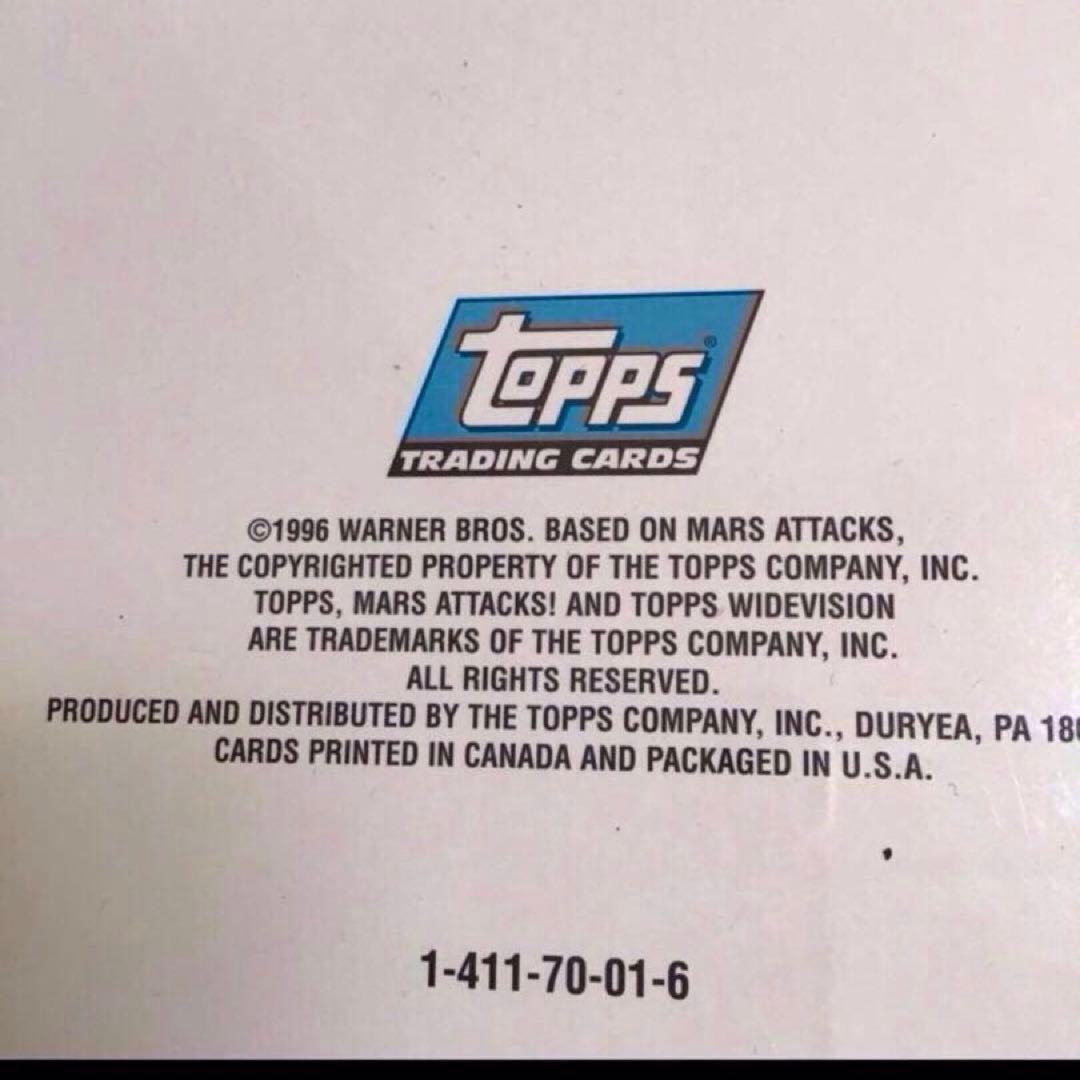 Topps®
TRADING CARDS
©1996 WARNER BROS. BASED ON MARS ATTACKS,
THE COPYRIGHTED PROPERTY OF THE TOPPS COMPANY, INC.
TOPPS, MARS ATTACKS! AND TOPPS WIDEVISION
ARE TRADEMARKS OF THE TOPPS COMPANY, INC.
ALL RIGHTS RESERVED.
PRODUCED AND DISTRIBUTED BY THE TOPPS COMPANY, INC., DURYEA, PA
CARDS PRINTED IN CANADA AND PACKAGED IN U.S.A.
1-411-70-01-6